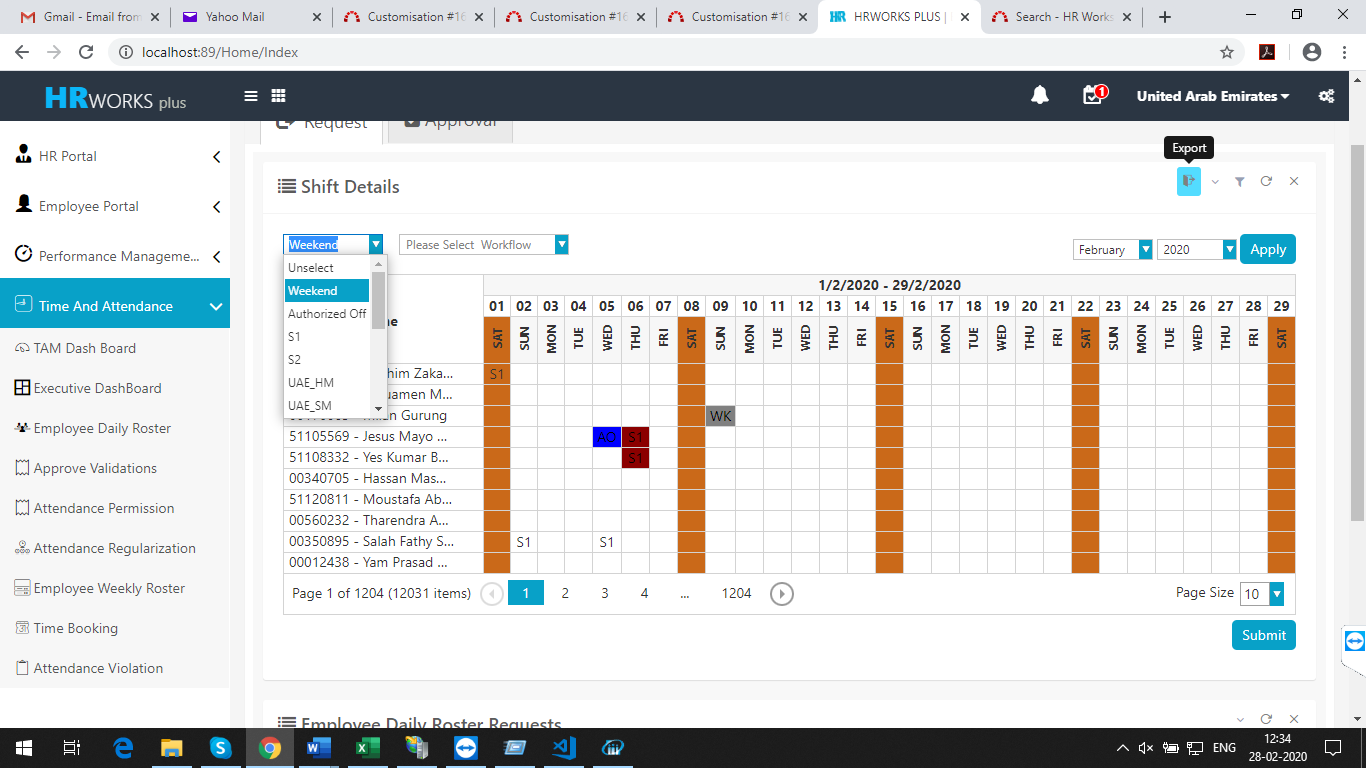 Gmail - Email from
Yahoo Mail
Customisation #16
Customisation #16
Customisation #16
HRWORKS PLUS |
Search - HR Works
localhost:89/Home/Index
HRWORKS plus
1
United Arab Emirates
Request
Approval
Export
HR Portal
Employee Portal
Performance Manageme...
Time And Attendance
TAM Dash Board
Executive DashBoard
Employee Daily Roster
Approve Validations
Attendance Permission
Attendance Regularization
Employee Weekly Roster
Time Booking
Attendance Violation
Shift Details
Weekend
Please Select Workflow
February
2020
Apply
Unselect
Weekend
Authorized Off
S1
S2
UAE_HM
UAE_SM
1/2/2020 - 29/2/2020
01 02 03 04 05 06 07 08 09 10 11 12 13 14 15 16 17 18 19 20 21 22 23 24 25 26 27 28 29
SAT SUN MON TUE WED THU FRI SAT SUN MON TUE WED THU FRI SAT SUN MON TUE WED THU FRI SAT SUN MON TUE WED THU FRI SAT
him Zaka... S1
uamen M...
Gurung WK
51105569 - Jesus Mayo ... AO S1
51108332 - Yes Kumar B... S1
00340705 - Hassan Mas...
51120811 - Moustafa Ab...
00560232 - Tharendra A...
00350895 - Salah Fathy S... S1 S1
00012438 - Yam Prasad ...
Page 1 of 1204 (12031 items) 1 2 3 4 ... 1204
Page Size 10
Submit
Employee Daily Roster Requests
ENG
12:34
28-02-2020